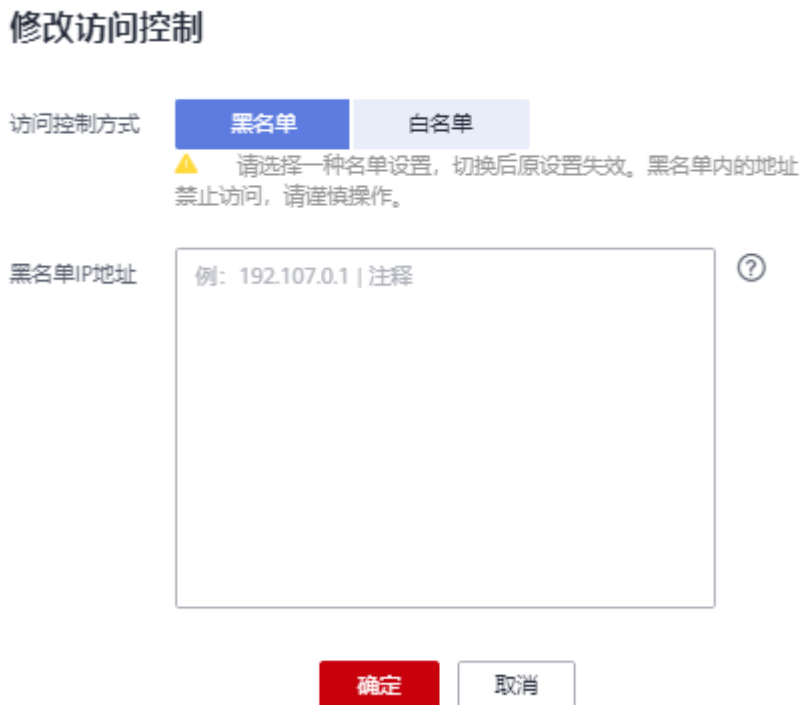 修改访问控制
访问控制方式 黑名单 白名单
请选择一种名单设置，切换后原设置失效。黑名单内的地址
禁止访问，请谨慎操作。
黑名单IP地址 例：192.107.0.1 | 注释 ?
确定 取消